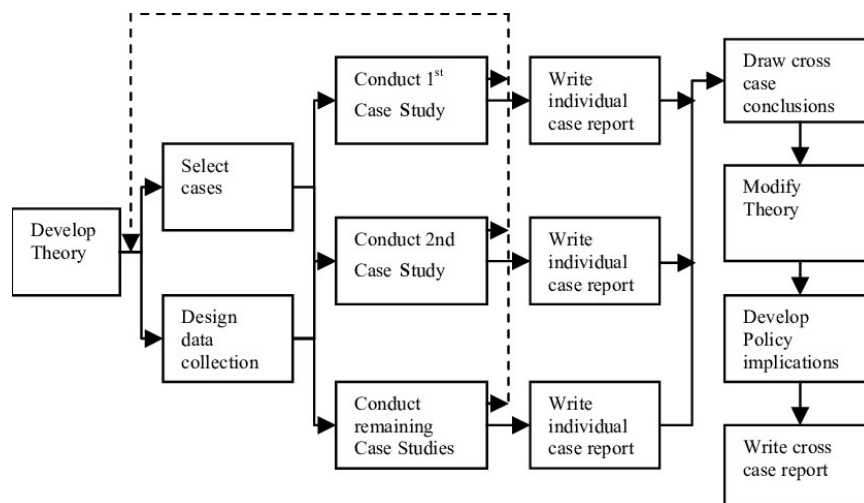 Develop
Theory
Select
cases
Design
data
collection
Conduct 1st
Case Study
Conduct 2nd
Case Study
Conduct
remaining
Case Studies
Write
individual
case report
Write
individual
case report
Write
individual
case report
Draw cross
case
conclusions
Modify
Theory
Develop
Policy
implications
Write cross
case report